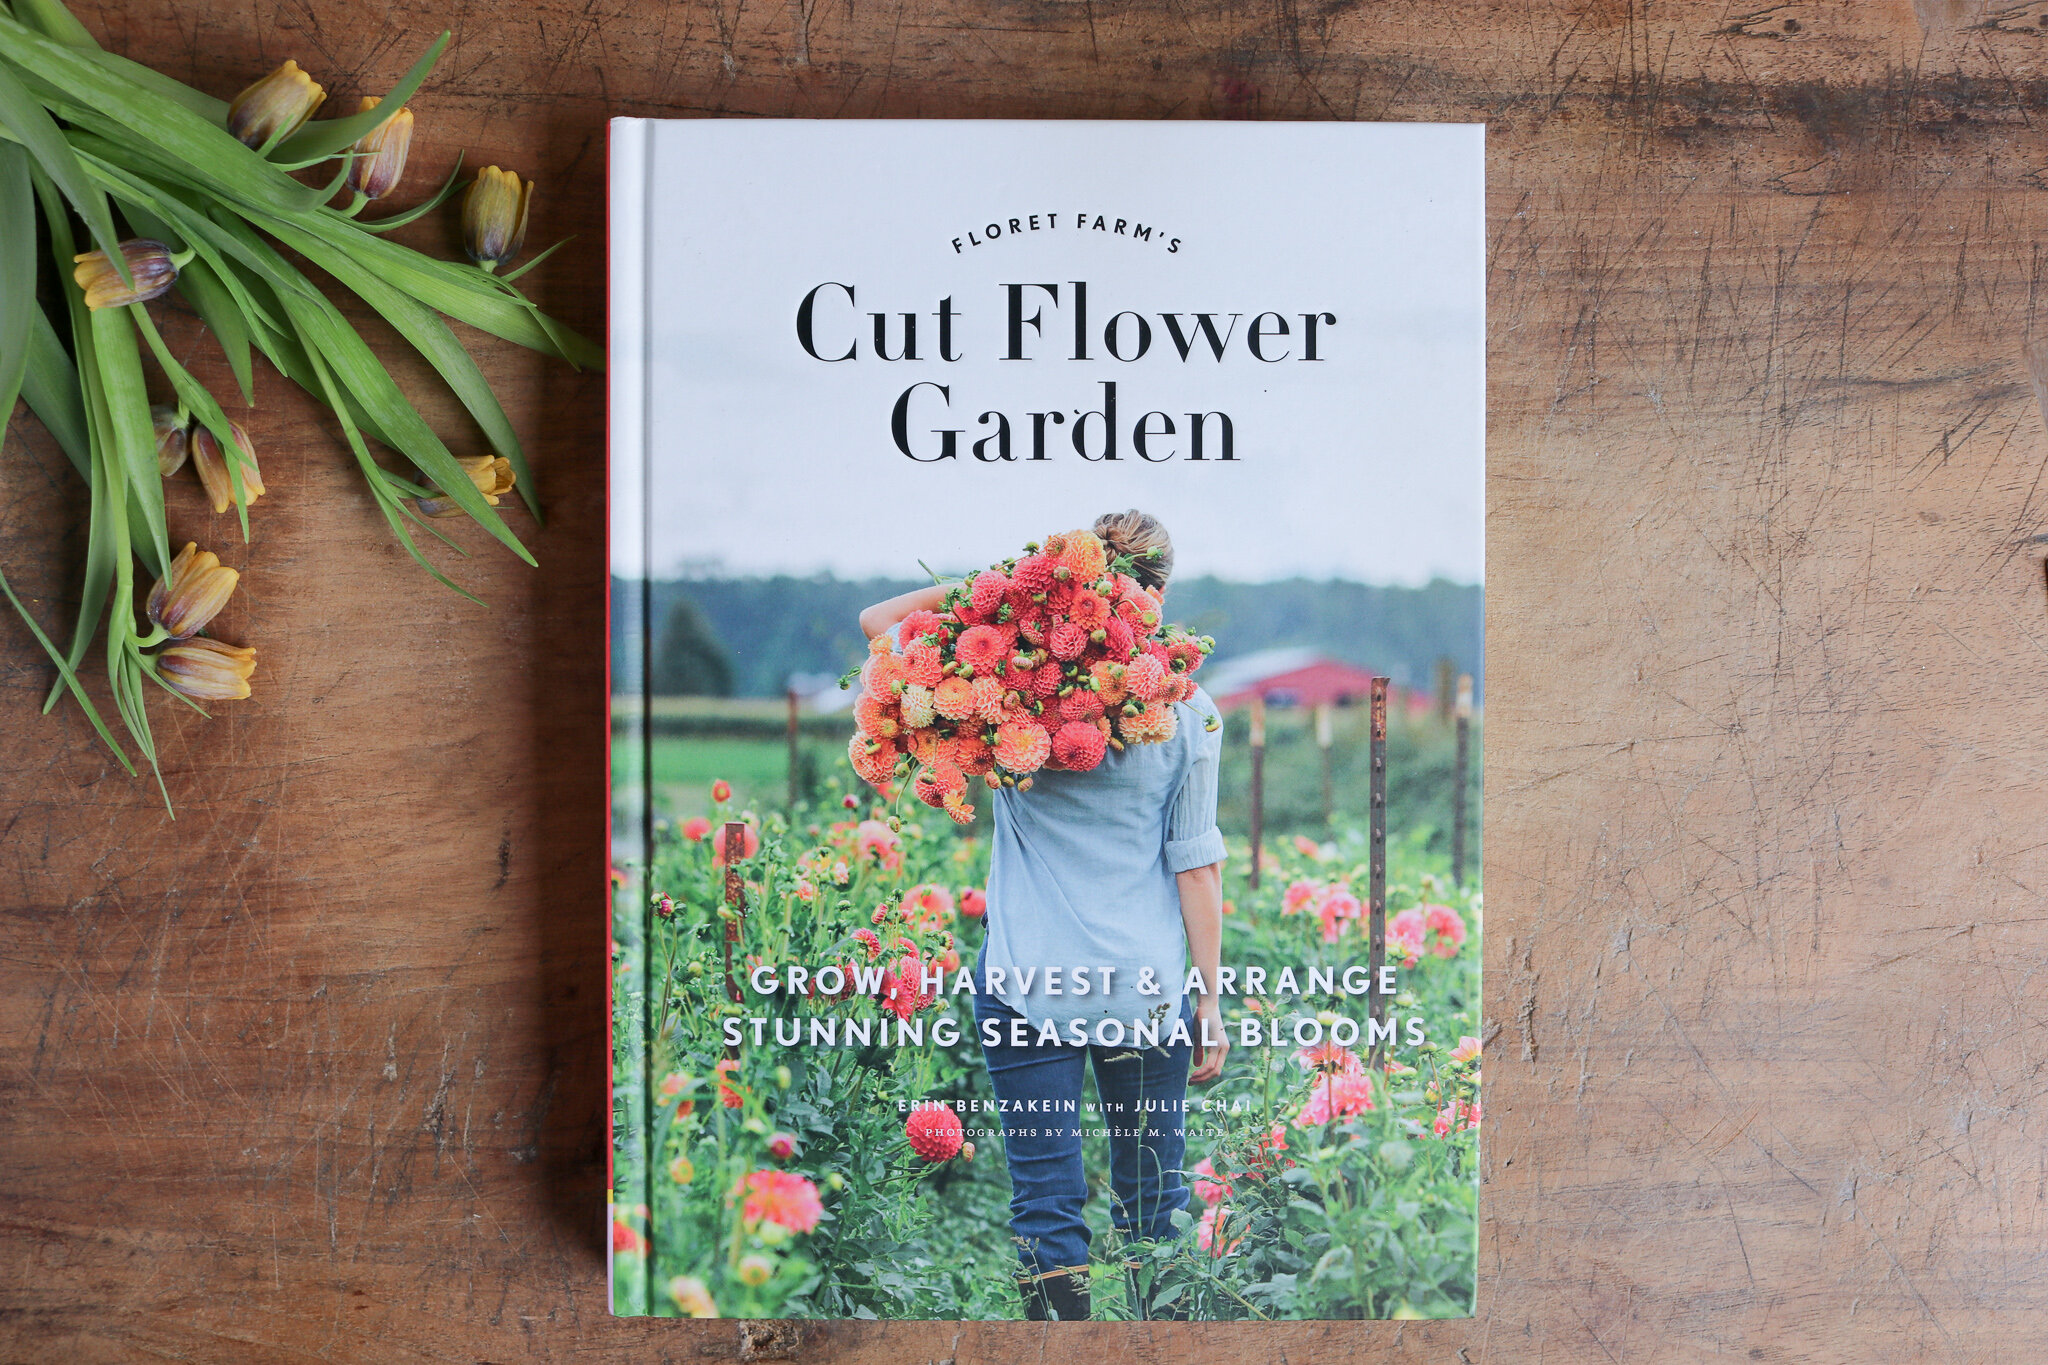 FLORET FARM'S
Cut Flower
Garden
GROW, HARVEST & ARRANGE
STUNNING SEASONAL BLOOMS
ERIN BENZAKEIN WITH JULIE CHAI
PHOTOGRAPHS BY MICHÈLE M. WAITE